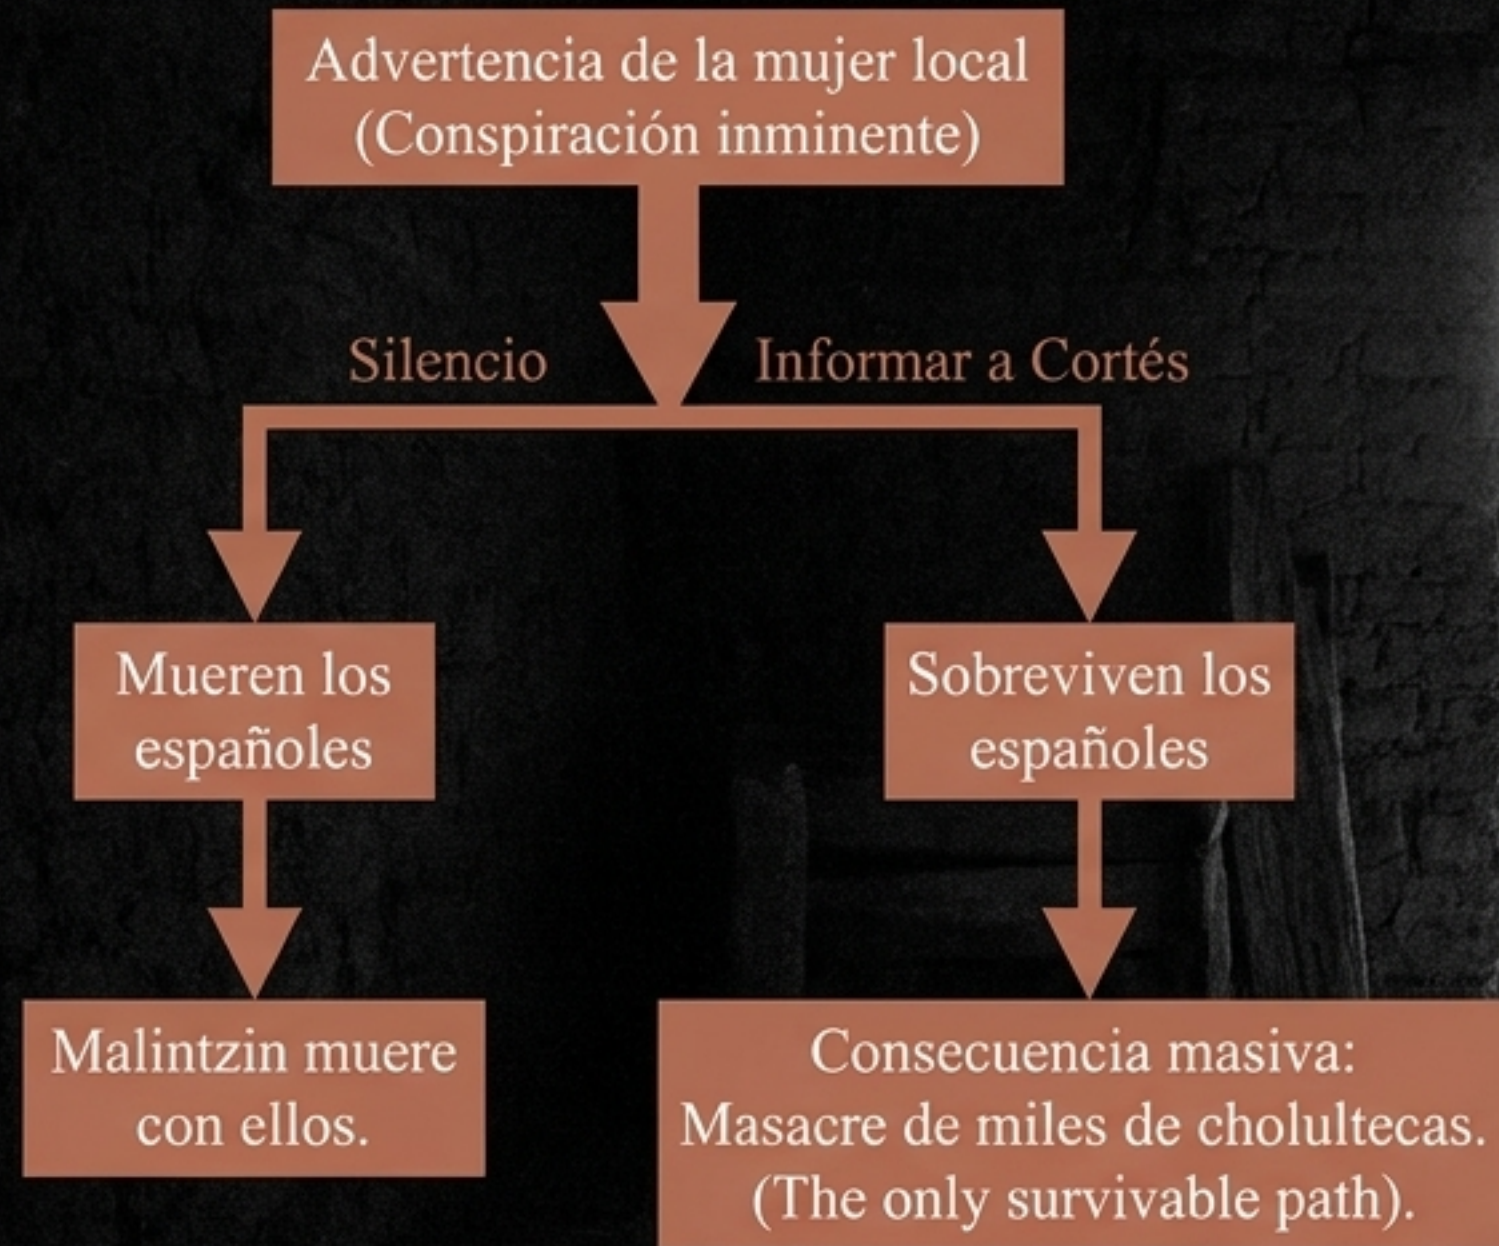 Advertencia de la mujer local
(Conspiración inminente)
Silencio
Informar a Cortés
Mueren los
españoles
Sobreviven los
españoles
Malintzin muere
con ellos.
Consecuencia masiva:
Masacre de miles de cholultecas.
(The only survivable path).